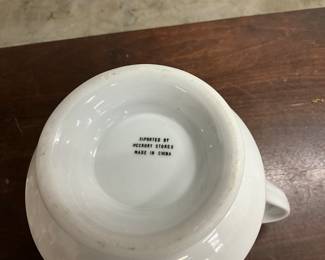 IMPORTED BY
MCCRORY STORES
MADE IN CHINA